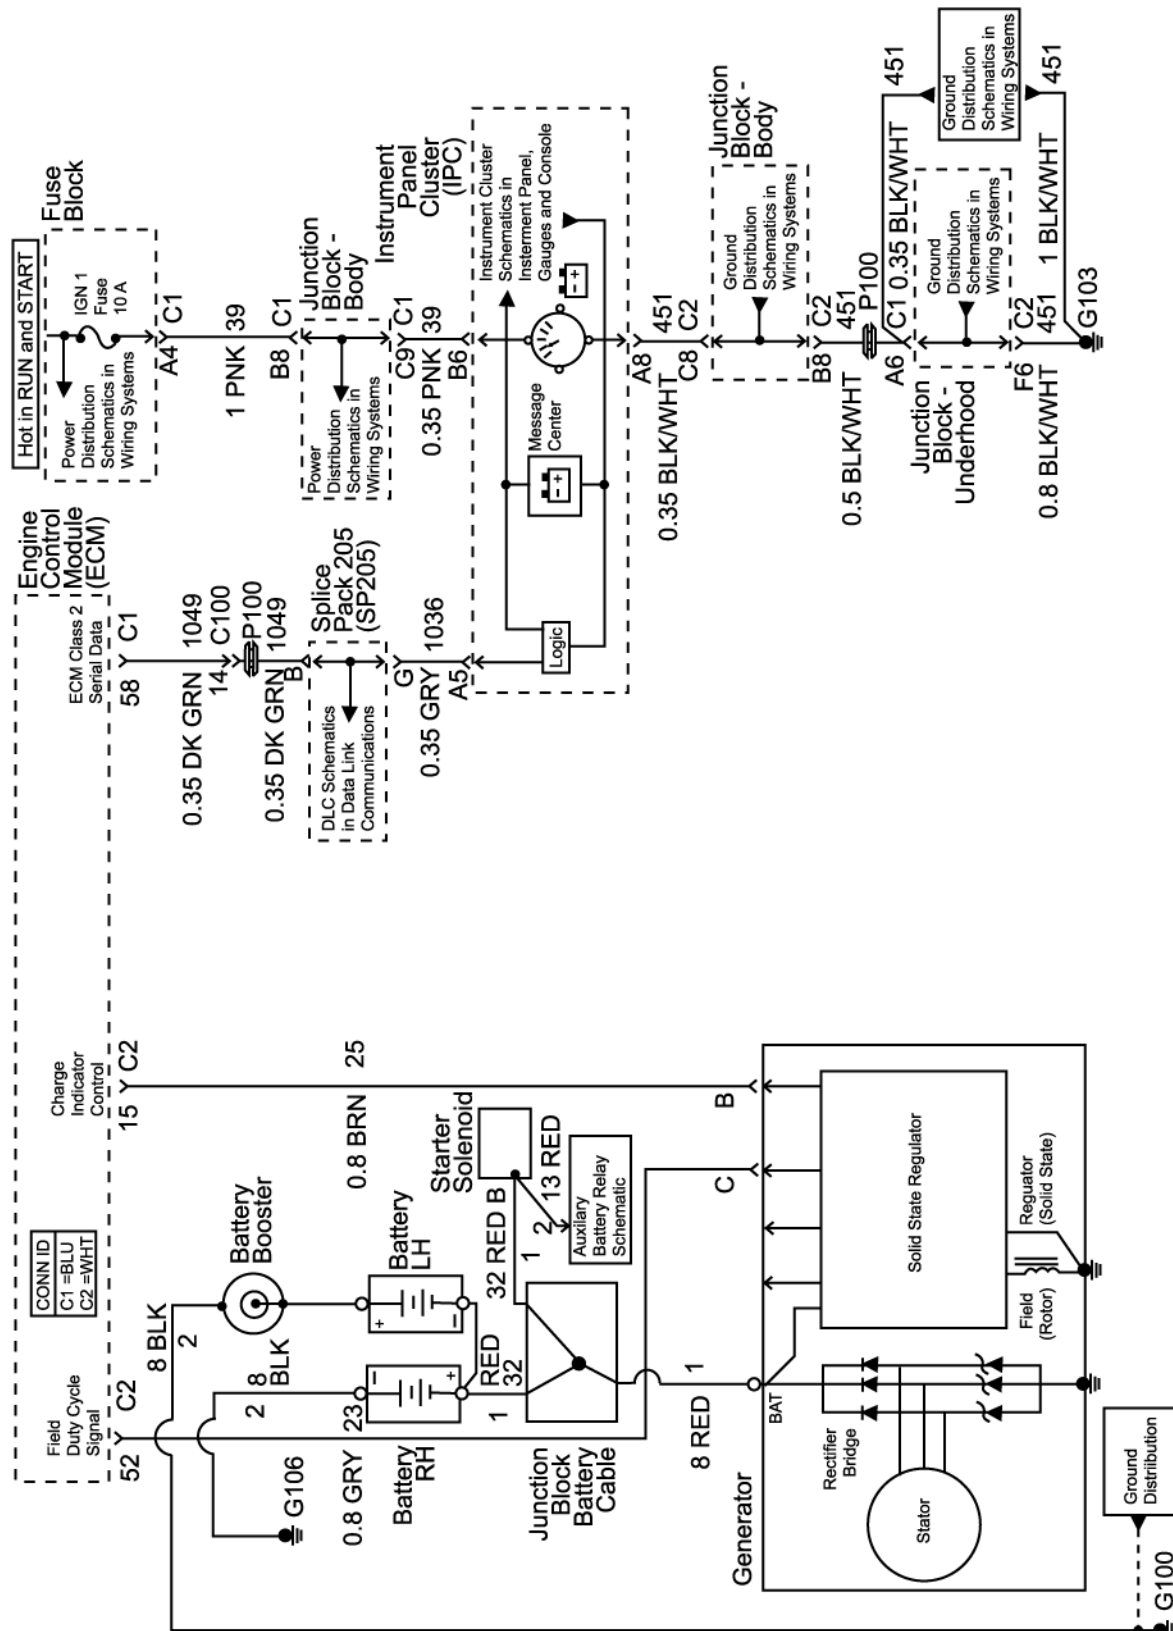 Hot in RUN and START
Fuse
Block
Power
Distribution
Schematics in
Wiring Systems
IGN 1
Fuse
10 A
A4
C1
1 PNK
39
B8
C1
Junction
Block -
Body
Power
Distribution
Schematics in
Wiring Systems
C9
C1
0.35 PNK
39
B6
Instrument
Panel
Cluster
(IPC)
Instrument Cluster
Schematics in
Insterment Panel,
Gauges and Console
- +
Message
Center
- +
Logic
A8
451
0.35 BLK/WHT
C8
C2
Junction
Block -
Body
Ground
Distribution
Schematics in
Wiring Systems
B8
C2
0.5 BLK/WHT
451
P100
A6
C1
0.35 BLK/WHT
451
Junction
Block -
Underhood
Ground
Distribution
Schematics in
Wiring Systems
Ground
Distribution
Schematics in
Wiring Systems
F6
C2
0.8 BLK/WHT
451
1 BLK/WHT
451
G103
Engine
Control
Module
(ECM)
ECM Class 2
Serial Data
58
C1
0.35 DK GRN
1049
14
C100
P100
0.35 DK GRN
1049
B
Splice
Pack 205
(SP205)
DLC Schematics
in Data Link
Communications
G
0.35 GRY
1036
A5
Charge
Indicator
Control
15
C2
0.8 BRN
25
B
CONN ID
C1 =BLU
C2 =WHT
Field
Duty Cycle
Signal
52
C2
8 BLK
2
Battery
Booster
8
BLK
2
G106
0.8 GRY
23
Battery
LH
+
-
Battery
RH
-
+
RED
32
1
Starter
Solenoid
32 RED B
1
2
13 RED
Auxilary
Battery Relay
Schematic
Junction
Block
Battery
Cable
8 RED
1
C
Generator
BAT
Solid State Regulator
Reguator
(Solid State)
Field
(Rotor)
Rectifier
Bridge
Stator
Ground
Distriibution
G100